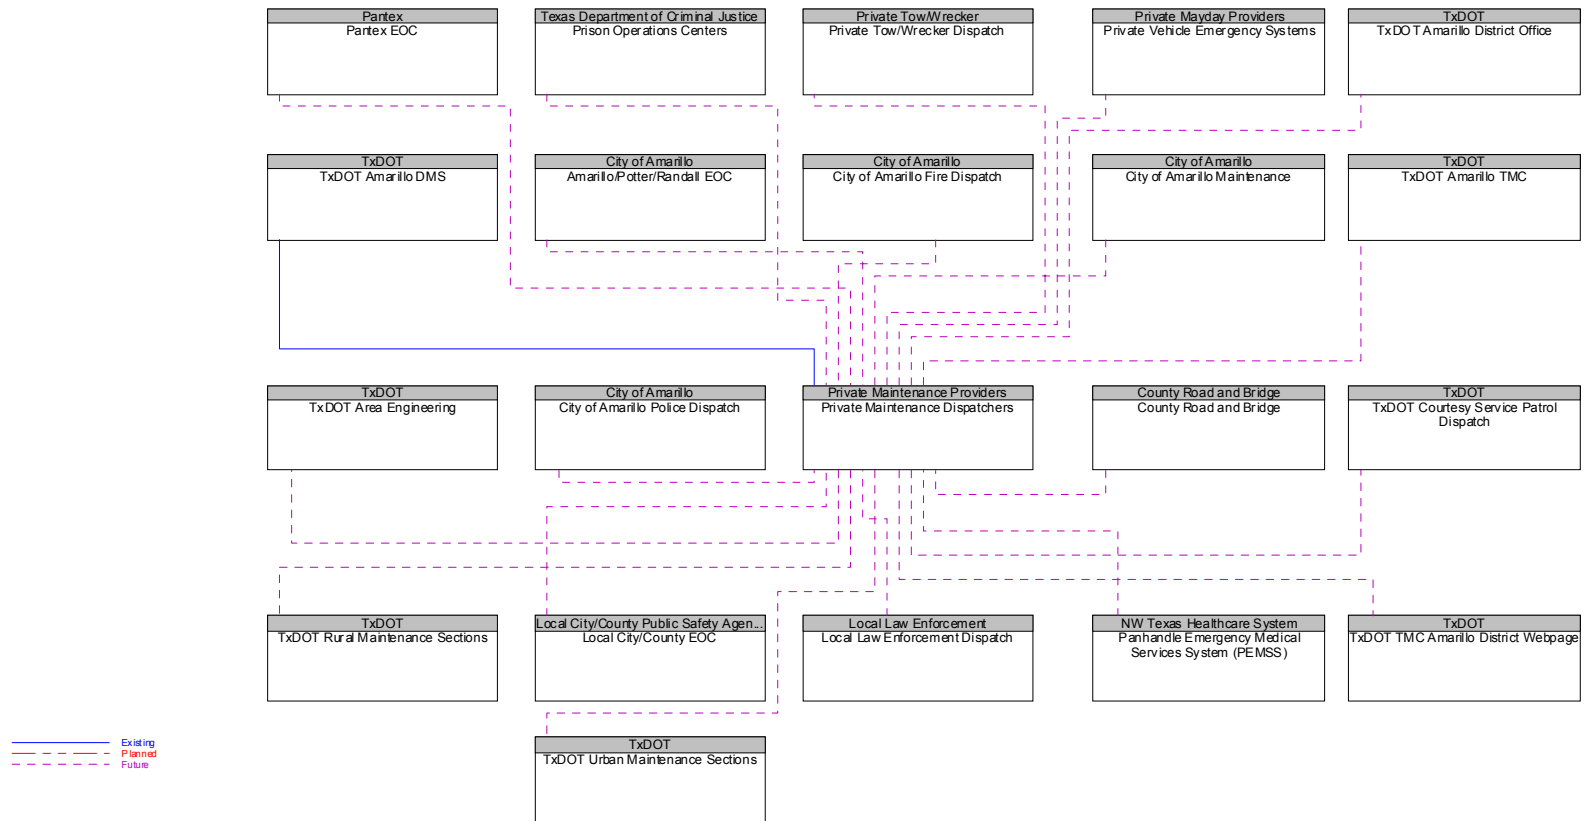 Pantex
Pantex EOC
Texas Department of Criminal Justice
Prison Operations Centers
Private Tow/Wrecker
Private Tow/Wrecker Dispatch
Private Mayday Providers
Private Vehicle Emergency Systems
TxDOT
TxDOT Amarillo District Office
TxDOT
TxDOT Amarillo DMS
City of Amarillo
Amarillo/Potter/Randall EOC
City of Amarillo
City of Amarillo Fire Dispatch
City of Amarillo
City of Amarillo Maintenance
TxDOT
TxDOT Amarillo TMC
TxDOT
TxDOT Area Engineering
City of Amarillo
City of Amarillo Police Dispatch
Private Maintenance Providers
Private Maintenance Dispatchers
County Road and Bridge
County Road and Bridge
TxDOT
TxDOT Courtesy Service Patrol
Dispatch
TxDOT
TxDOT Rural Maintenance Sections
Local City/County Public Safety Agen...
Local City/County EOC
Local Law Enforcement
Local Law Enforcement Dispatch
NW Texas Healthcare System
Panhandle Emergency Medical
Services System (PEMSS)
TxDOT
TxDOT TMC Amarillo District Webpage
Existing
Planned
Future
TxDOT
TxDOT Urban Maintenance Sections